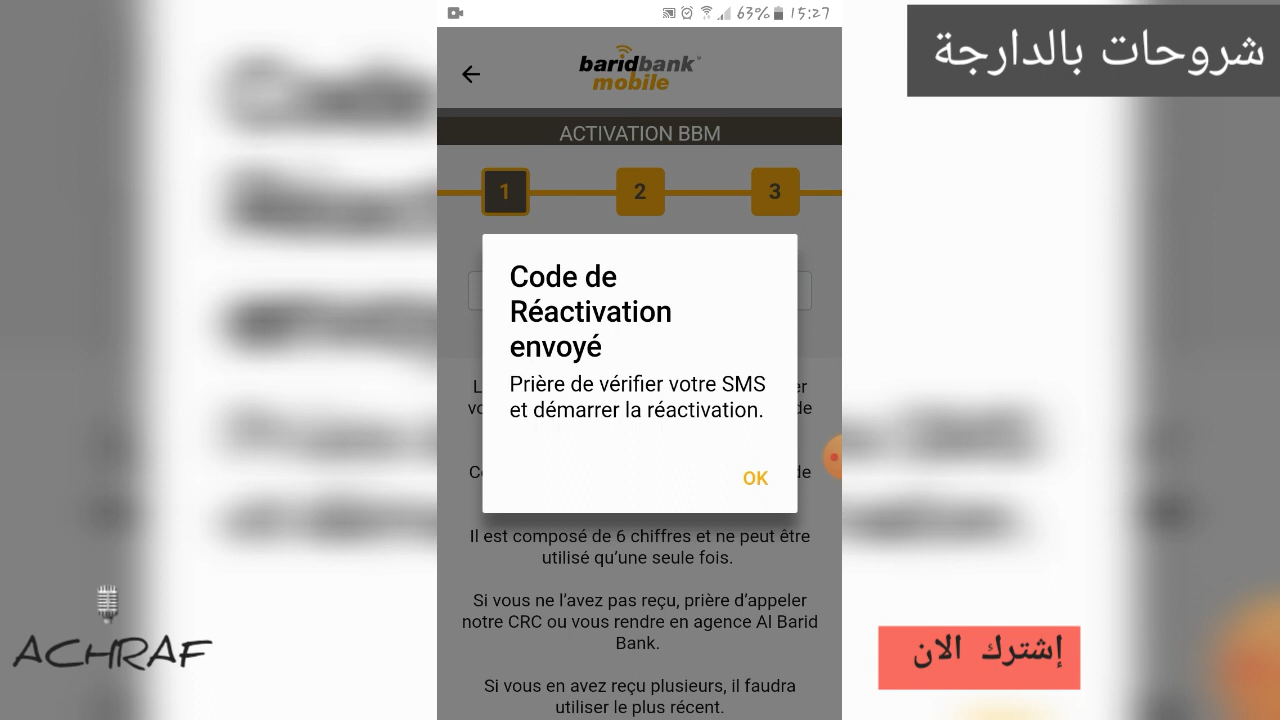 63% 15:27
شروحات بالدارجة
baridbank
mobile
ACTIVATION BBM
1 2 3
Code de
Réactivation
envoyé
Prière de vérifier votre SMS
et démarrer la réactivation.
OK
Il est composé de 6 chiffres et ne peut être
utilisé qu’une seule fois.
Si vous ne l’avez pas reçu, prière d’appeler
notre CRC ou vous rendre en agence Al Barid
Bank.
Si vous en avez reçu plusieurs, il faudra
utiliser le plus récent.
ACHRAF
إشترك الان